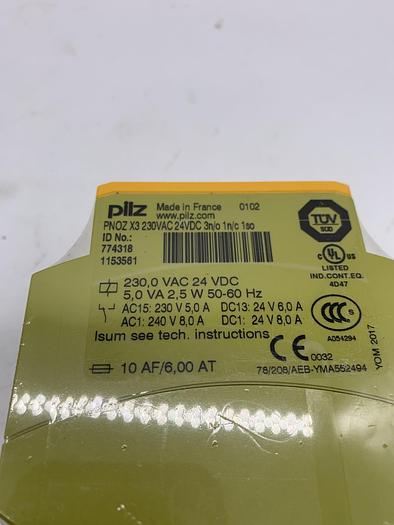 pilz Made in France 0102
www.pilz.com
PNOZ X3 230VAC 24VDC 3n/o 1n/c 1so
ID No.:
774318
1153561
TÜV
SÜD
C UL US
LISTED
IND.CONT.EQ.
4D47
230,0 VAC 24 VDC
5,0 VA 2,5 W 50-60 Hz
AC15: 230 V 5,0 A DC13: 24 V 6,0 A
AC1: 240 V 8,0 A DC1: 24 V 8,0 A
Isum see tech. instructions
CCC S
A054294
CE 0032
10 AF/6,00 AT
78/208/AEB-YMA552494
YOM 2017